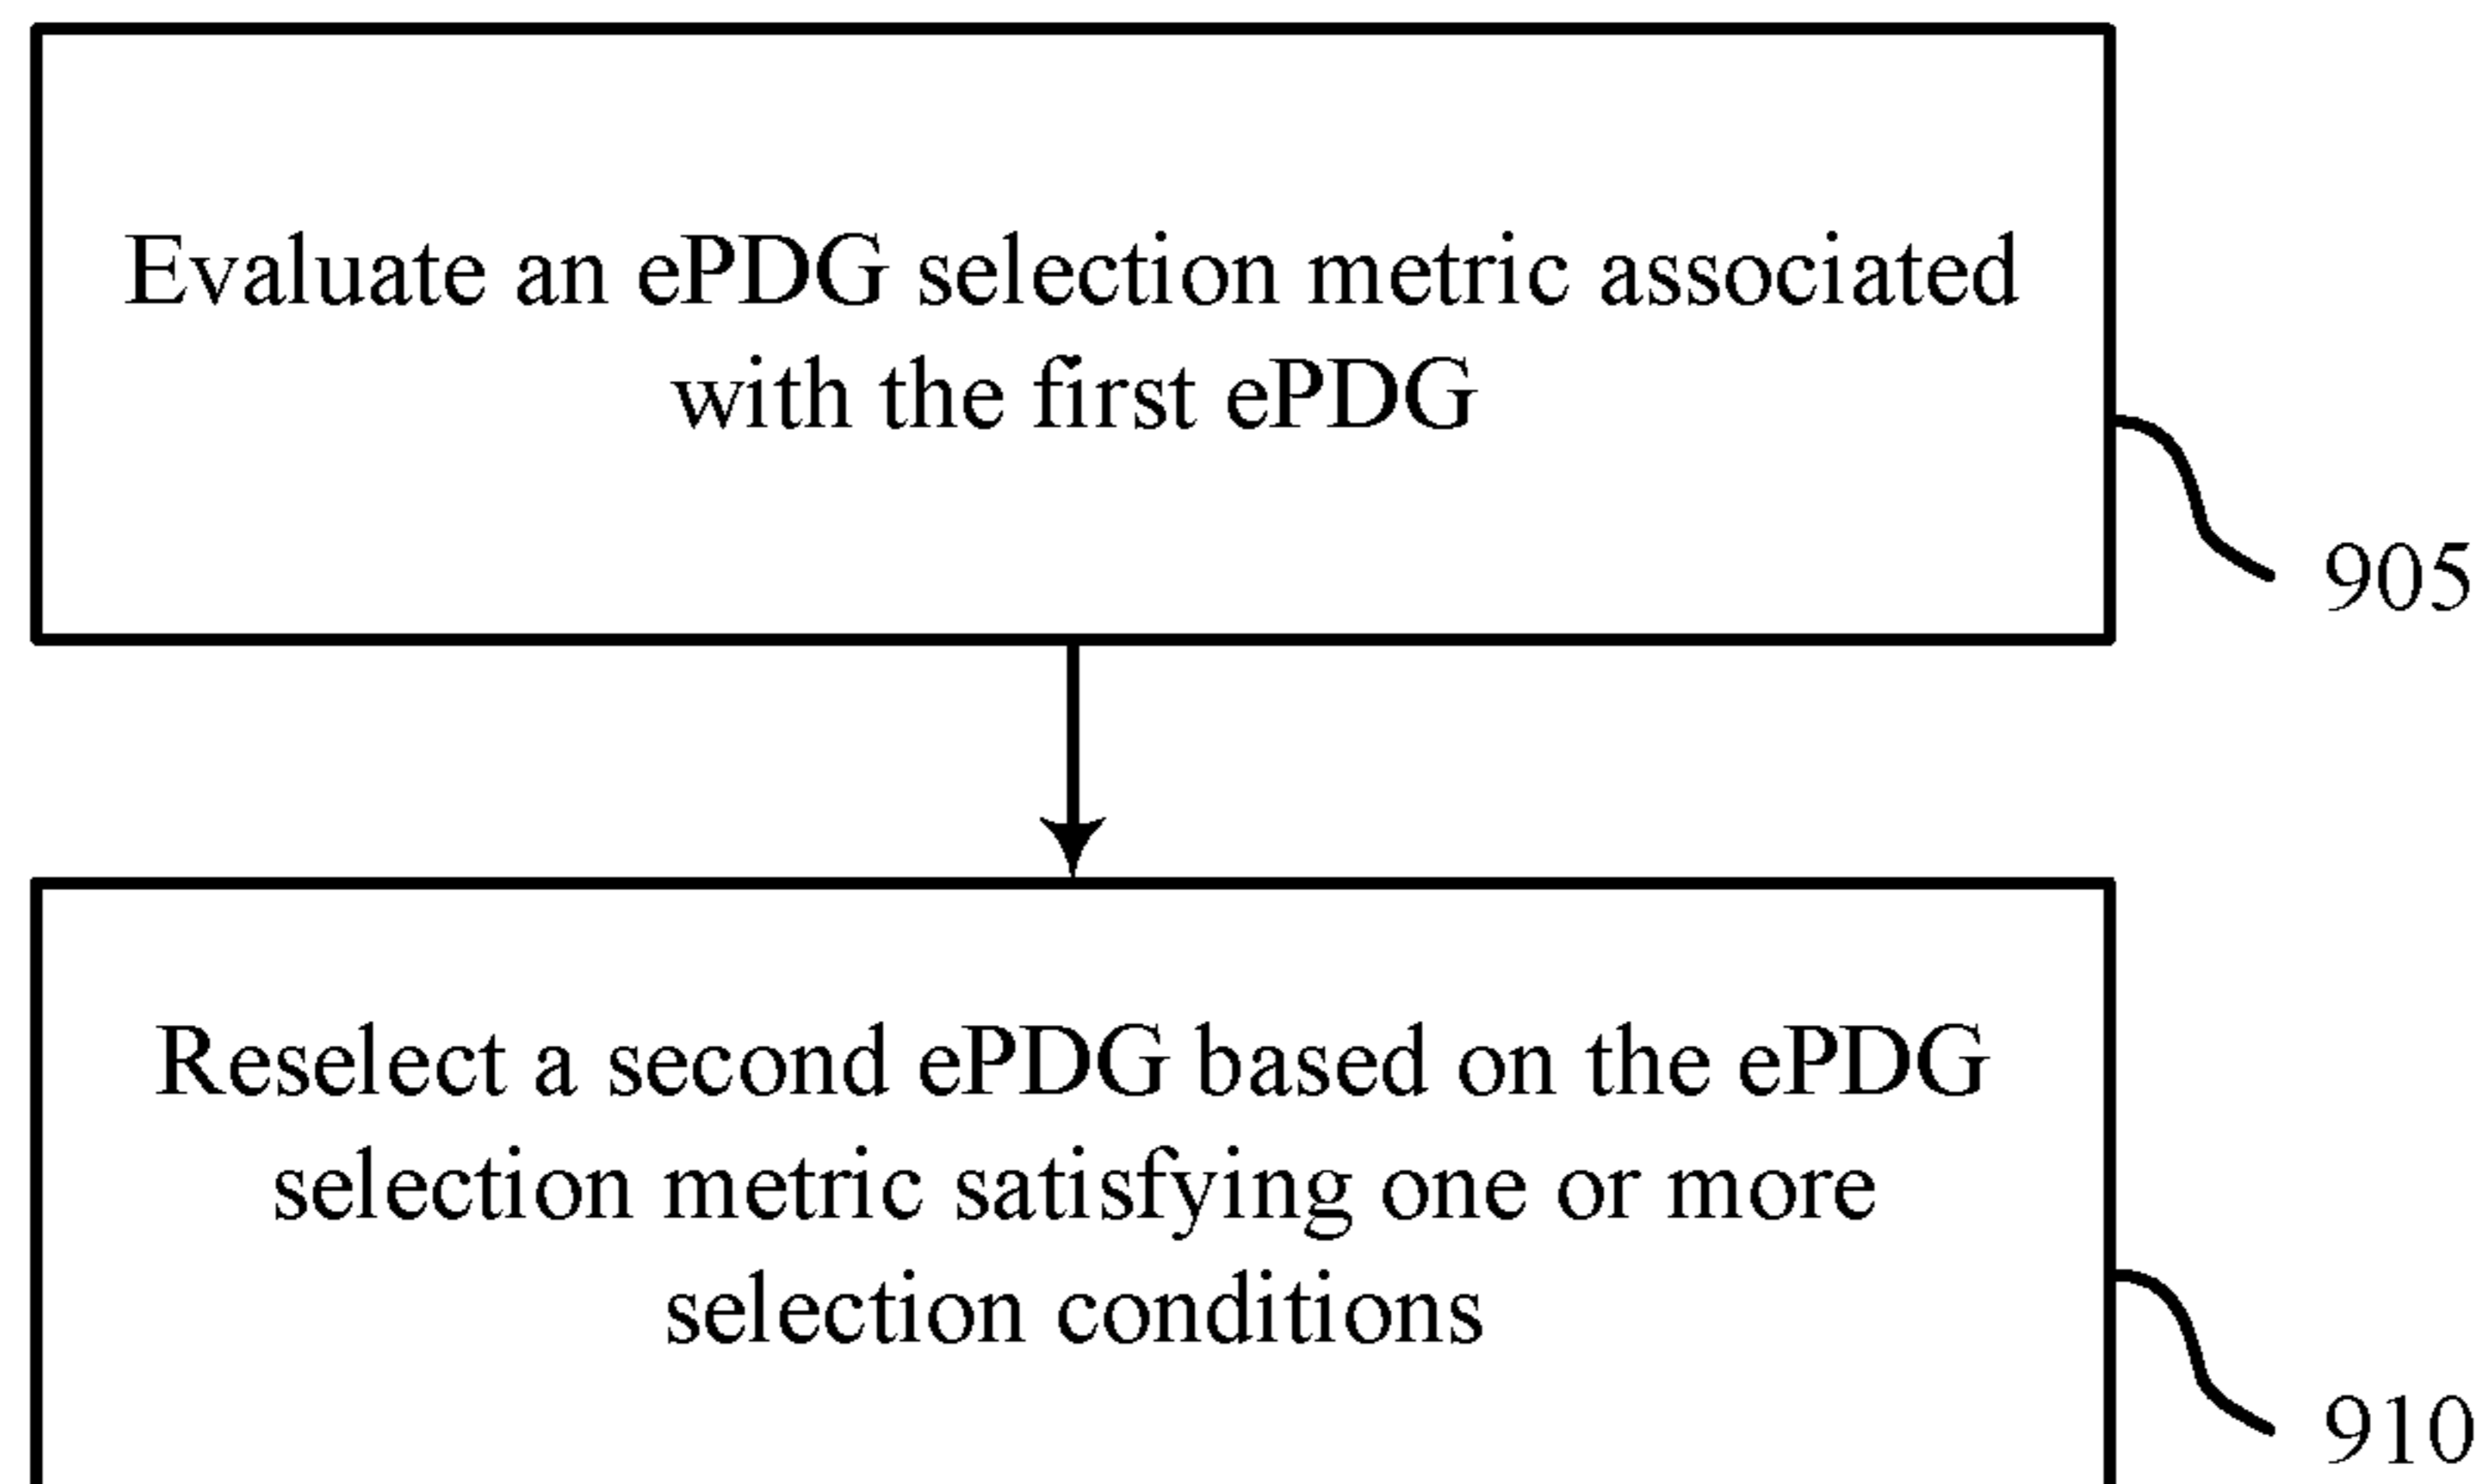 Evaluate an ePDG selection metric associated
with the first ePDG
905
Reselect a second ePDG based on the ePDG
selection metric satisfying one or more
selection conditions
910